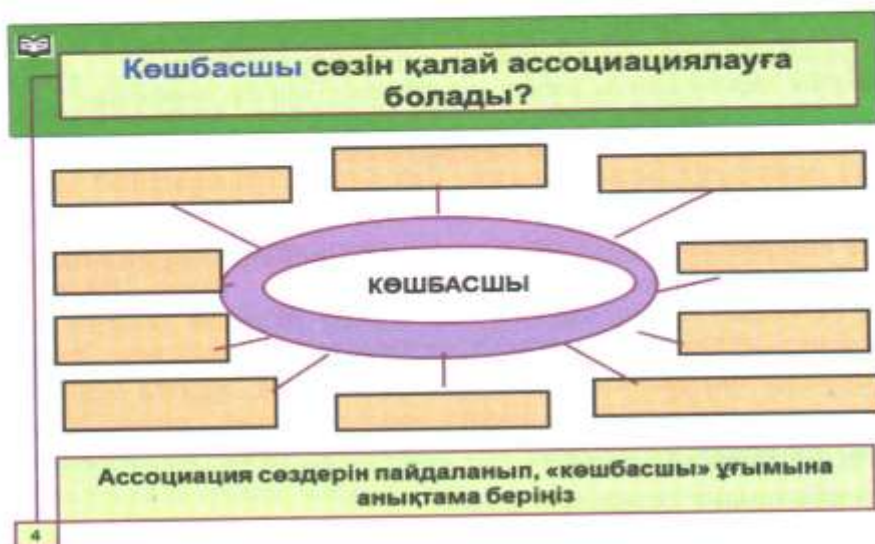 Көшбасшы сөзін қалай ассоциациялауға
болады?
КӨШБАСШЫ
Ассоциация сөздерін пайдаланып, «көшбасшы» ұғымына
анықтама беріңіз
4